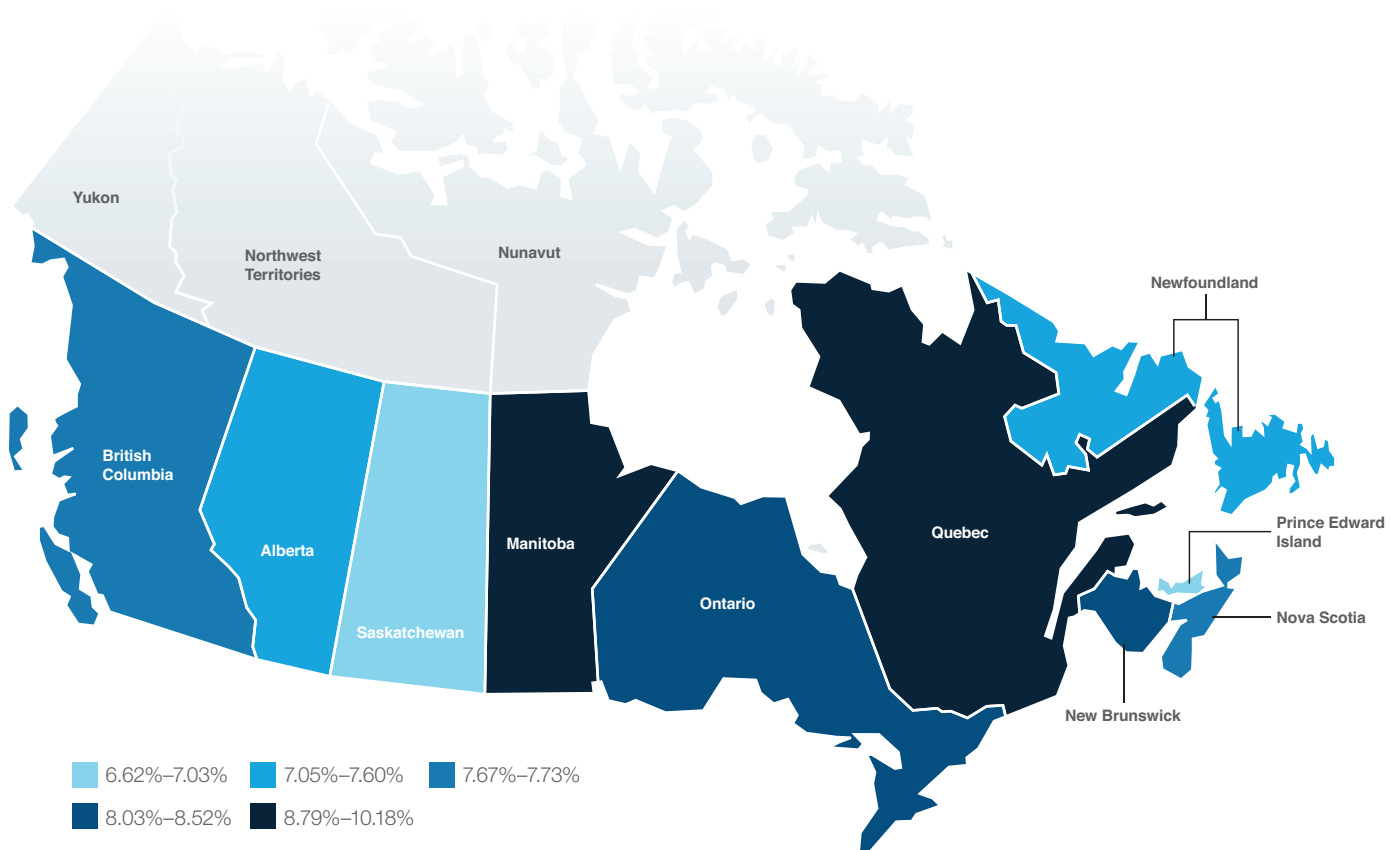 Yukon
Northwest
Territories
Nunavut
Newfoundland
British
Columbia
Alberta
Saskatchewan
Manitoba
Ontario
Quebec
Prince Edward
Island
Nova Scotia
New Brunswick
6.62%–7.03%
7.05%–7.60%
7.67%–7.73%
8.03%–8.52%
8.79%–10.18%